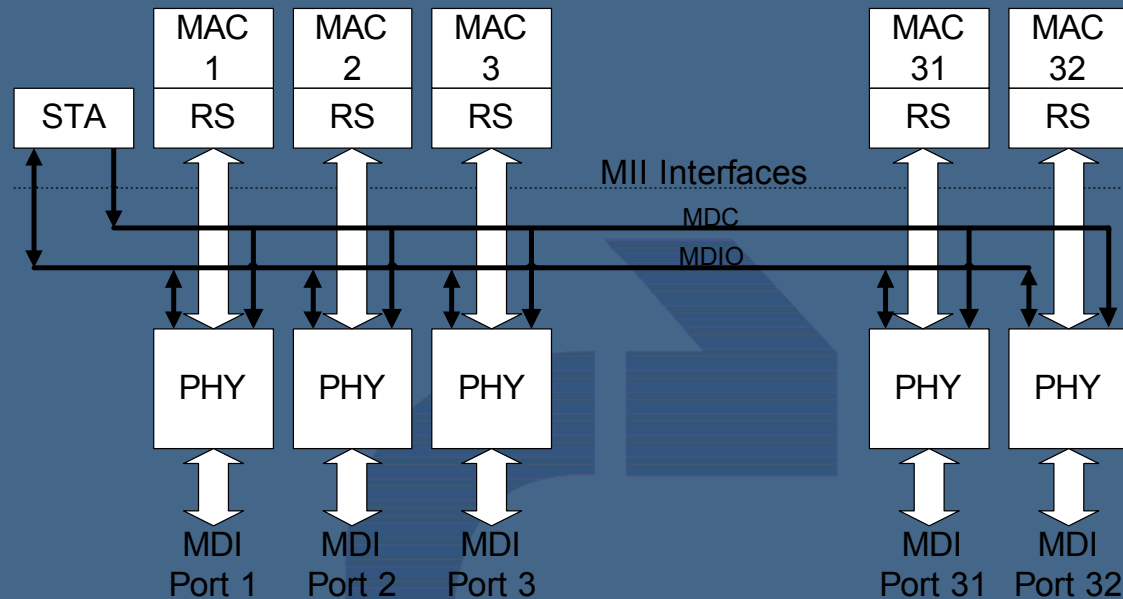 MAC
1
MAC
2
MAC
3
MAC
31
MAC
32
STA
RS
RS
RS
RS
RS
MII Interfaces
MDC
MDIO
PHY
PHY
PHY
PHY
PHY
MDI
Port 1
MDI
Port 2
MDI
Port 3
MDI
Port 31
MDI
Port 32